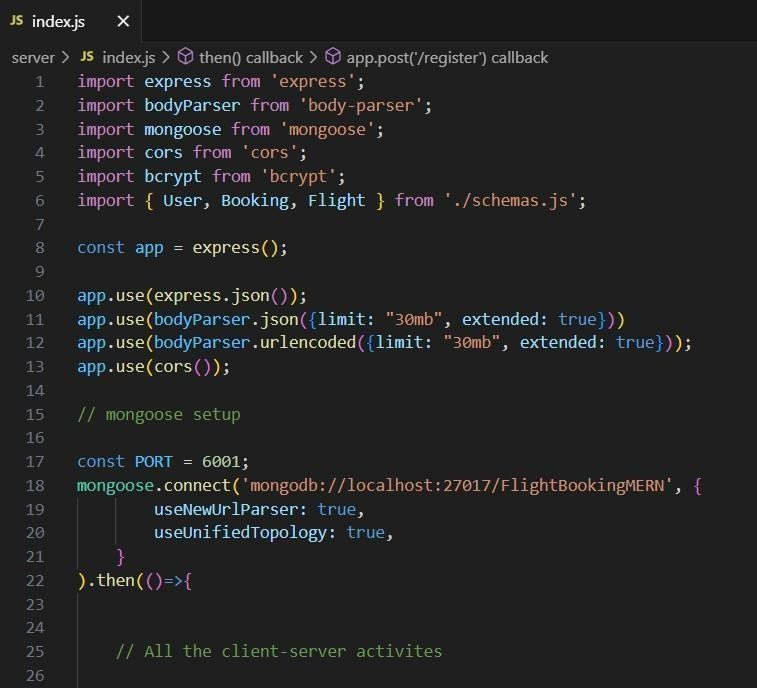 JS index.js ×
server > JS index.js > then() callback > app.post('/register') callback
1 import express from 'express';
2 import bodyParser from 'body-parser';
3 import mongoose from 'mongoose';
4 import cors from 'cors';
5 import bcrypt from 'bcrypt';
6 import { User, Booking, Flight } from './schemas.js';
7
8 const app = express();
9
10 app.use(express.json());
11 app.use(bodyParser.json({limit: "30mb", extended: true}))
12 app.use(bodyParser.urlencoded({limit: "30mb", extended: true}));
13 app.use(cors());
14
15 // mongoose setup
16
17 const PORT = 6001;
18 mongoose.connect('mongodb://localhost:27017/FlightBookingMERN', {
19         useNewUrlParser: true,
20         useUnifiedTopology: true,
21     }
22 ).then(()=>{
23
24
25     // All the client-server activites
26